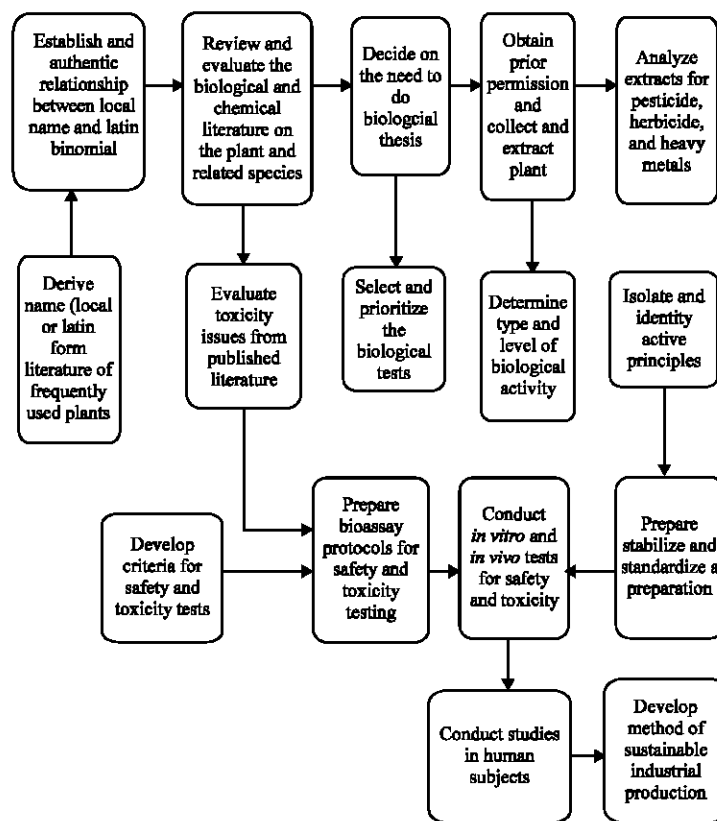 Establish and
authentic
relationship
between local
name and latin
binomial
Review and
evaluate the
biological and
chemical
literature on
the plant and
related species
Decide on
the need to
do
biologcial
thesis
Obtain
prior
permission
and
collect and
extract
plant
Analyze
extracts for
pesticide,
herbicide,
and heavy
metals
Derive
name (local
or latin
form
literature of
frequently
used plants
Evaluate
toxicity
issues from
published
literature
Select and
prioritize
the
biological
tests
Determine
type and
level of
biological
activity
Isolate and
identity
active
principles
Develop
criteria for
safety and
toxicity tests
Prepare
bioassay
protocols for
safety and
toxicity
testing
Conduct
in vitro and
in vivo tests
for safety
and toxicity
Prepare
stabilize and
standardize a
preparation
Conduct studies
in human
subjects
Develop
method of
sustainable
industrial
production